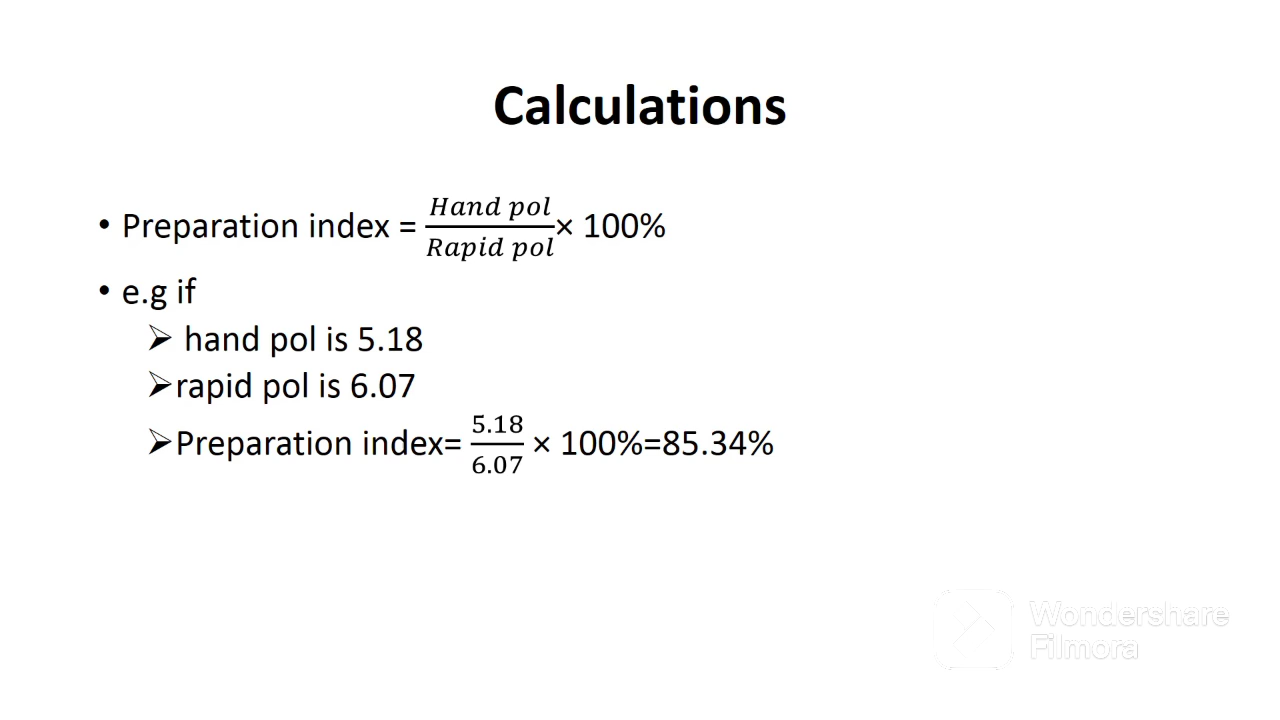 Calculations
• Preparation index = Hand pol / Rapid pol × 100%
• e.g if
➢ hand pol is 5.18
➢rapid pol is 6.07
➢Preparation index= 5.18 / 6.07 × 100%=85.34%
Wondershare
Filmora